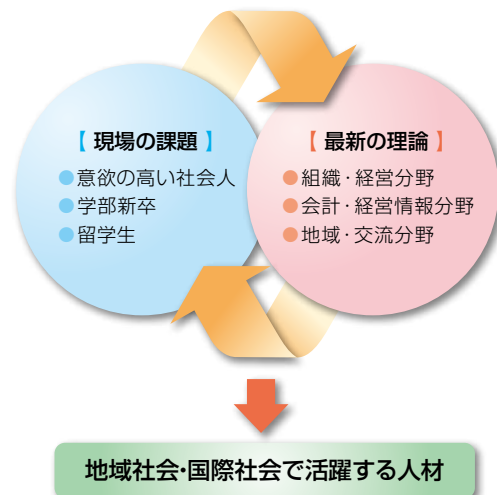 【 現場の課題 】
●意欲の高い社会人
●学部新卒
●留学生
【 最新の理論 】
●組織・経営分野
●会計・経営情報分野
●地域・交流分野
地域社会・国際社会で活躍する人材